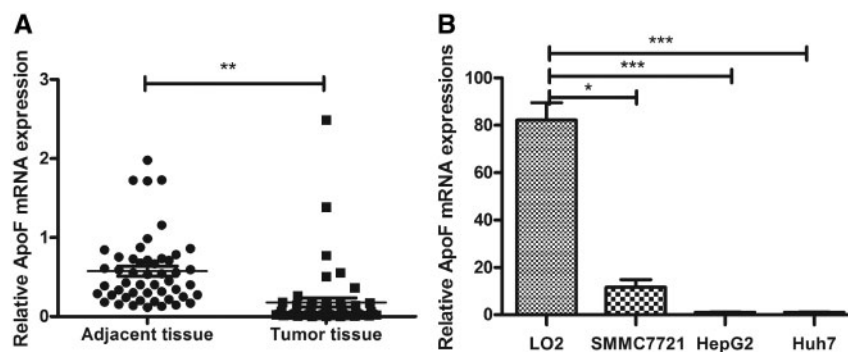 A
Relative ApoF mRNA expression
3
2
1
0
**
Adjacent tissue
Tumor tissue
B
Relative ApoF mRNA expressions
100
80
60
40
20
0
***
***
*
LO2
SMMC7721
HepG2
Huh7